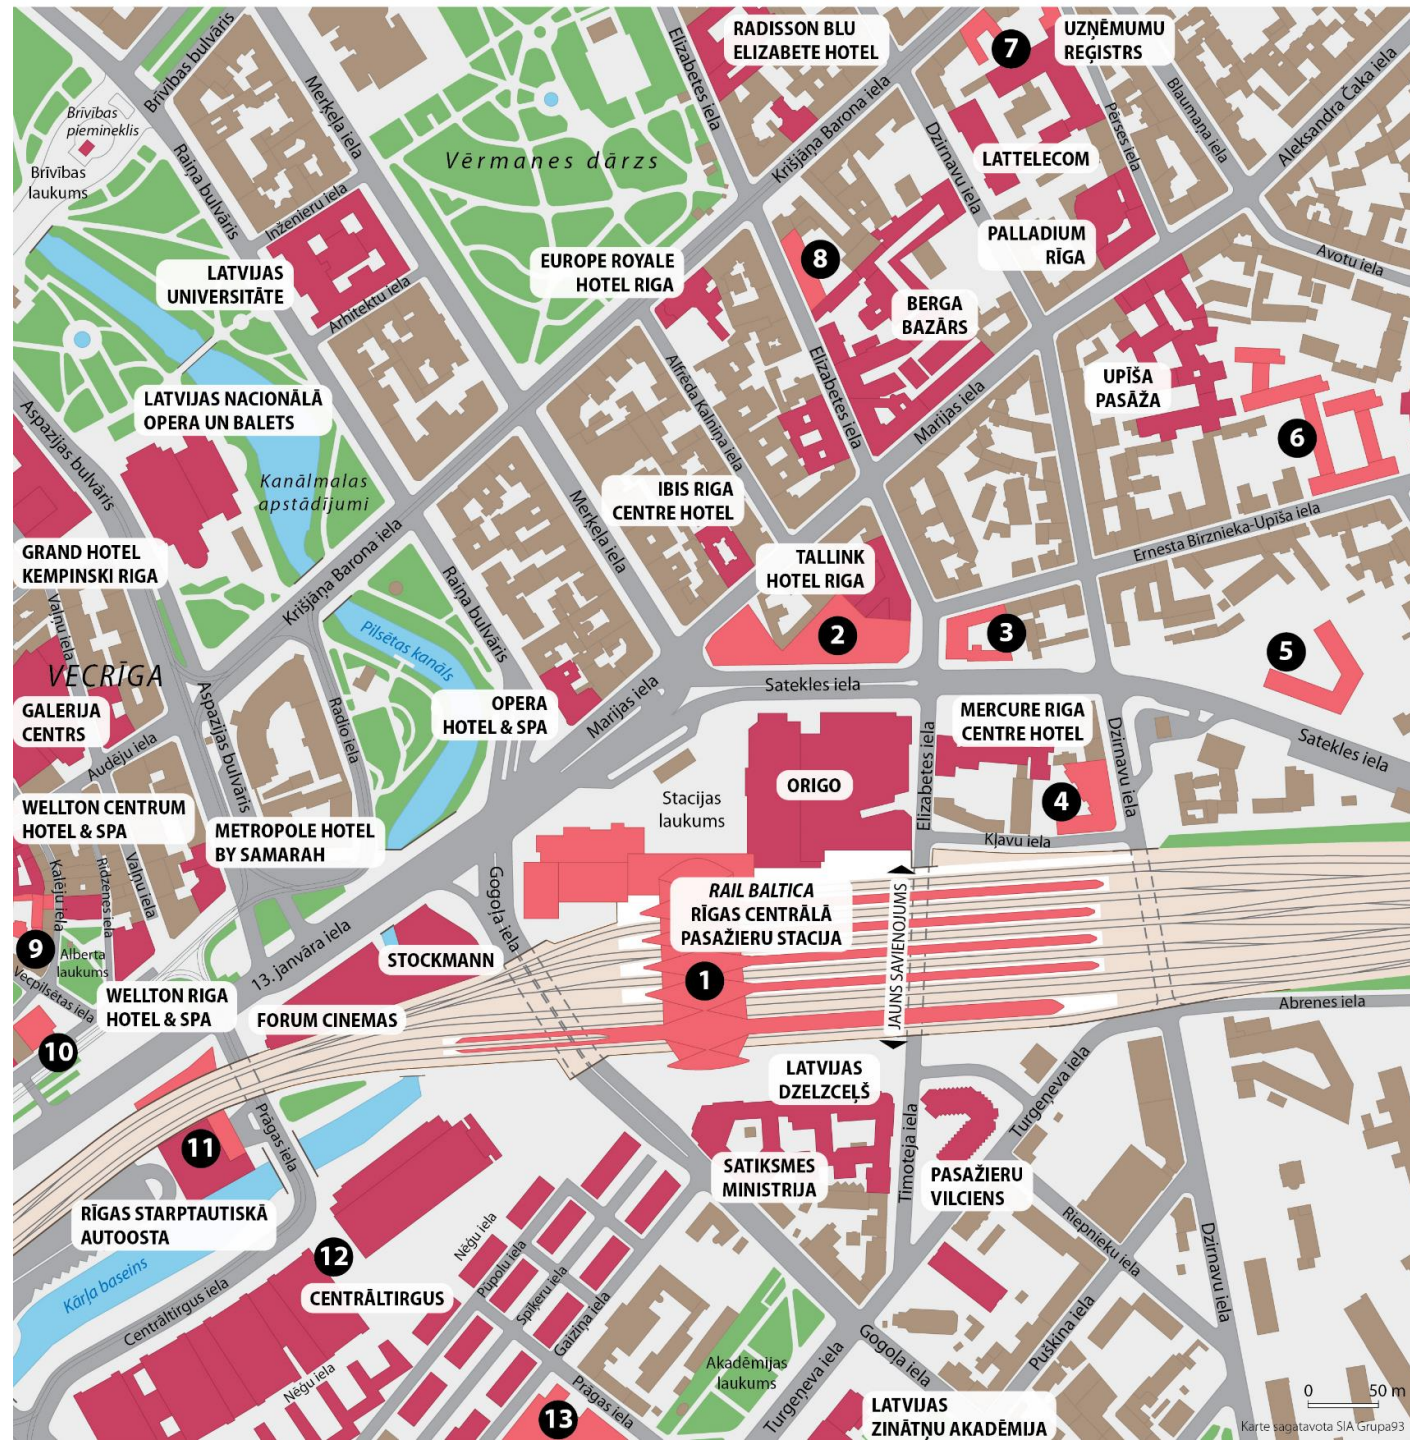 RADISSON BLU
ELIZABETE HOTEL
7
UZŅĒMUMU
REĢISTRS
Brīvības bulvāris
Merķeļa iela
Elizabetes iela
Krišjāņa Barona iela
Blaumaņa iela
Aleksandra Čaka iela
Pērses iela
Dzirnavu iela
Brīvības
piemineklis
Brīvības
laukums
Raiņa bulvāris
Vērmanes dārzs
LATTELECOM
Inženieru iela
PALLADIUM
RĪGA
8
EUROPE ROYALE
HOTEL RIGA
LATVIJAS
UNIVERSITĀTE
Arhitektu iela
Avotu iela
BERGA
BAZĀRS
Elizabetes iela
Alfrēda Kalniņa iela
Marijas iela
UPĪŠA
PASĀŽA
6
LATVIJAS NACIONĀLĀ
OPERA UN BALETS
Aspazijas bulvāris
Kanālmalas
apstādījumi
IBIS RIGA
CENTRE HOTEL
Merķeļa iela
Ernesta Birznieka-Upīša iela
GRAND HOTEL
KEMPINSKI RIGA
Krišjāņa Barona iela
Raiņa bulvāris
TALLINK
HOTEL RIGA
Vaļņu iela
Pilsētas kanāls
2
3
5
VECRĪGA
Satekles iela
Marijas iela
OPERA
HOTEL & SPA
GALERIJA
CENTRS
Aspazijas bulvāris
Radio iela
MERCURE RIGA
CENTRE HOTEL
Dzirnavu iela
Satekles iela
Audēju iela
Elizabetes iela
ORIGO
4
Stacijas
laukums
WELLTON CENTRUM
HOTEL & SPA
METROPOLE HOTEL
BY SAMARAH
Kļavu iela
Kalēju iela
Rīdzenes iela
Vaļņu iela
Gogoļa iela
RAIL BALTICA
RĪGAS CENTRĀLĀ
PASAŽIERU STACIJA
1
JAUNS SAVIENOJUMS
9
Alberta
laukums
13. janvāra iela
STOCKMANN
Vecpilsētas iela
WELLTON RIGA
HOTEL & SPA
FORUM CINEMAS
Abrenes iela
10
LATVIJAS
DZELZCEĻŠ
Turgeņeva iela
Prāgas iela
11
SATIKSMES
MINISTRIJA
Timoteja iela
PASAŽIERU
VILCIENS
RĪGAS STARPTAUTISKĀ
AUTOOSTA
Riepnieku iela
Dzirnavu iela
Nēģu iela
Pūpolu iela
12
Kārļa baseins
CENTRĀLTIRGUS
Spīķeru iela
Gaiziņa iela
Centrāltirgus iela
Puškina iela
Gogoļa iela
Nēģu iela
Akadēmijas
laukums
Turgeņeva iela
Prāgas iela
13
LATVIJAS
ZINĀTŅU AKADĒMIJA
0 50 m
Karte sagatavota SIA Grupa93